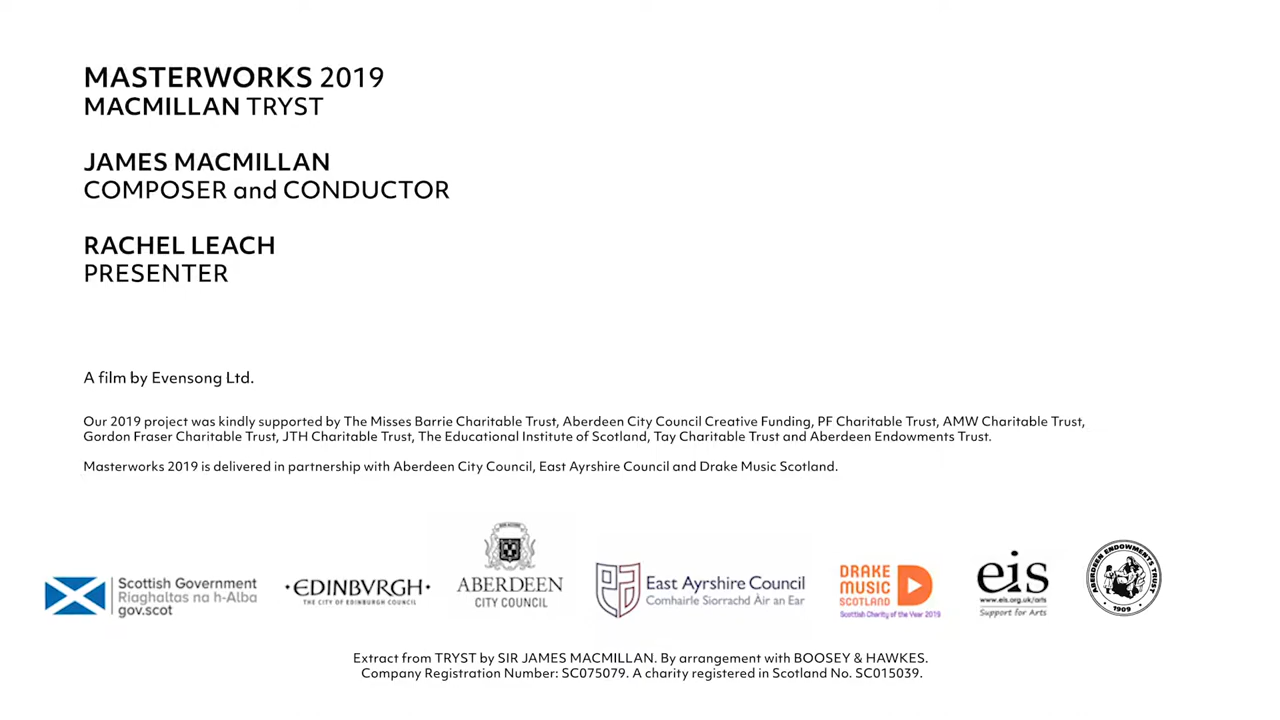 MASTERWORKS 2019
MACMILLAN TRYST
JAMES MACMILLAN
COMPOSER and CONDUCTOR
RACHEL LEACH
PRESENTER
A film by Evensong Ltd.
Our 2019 project was kindly supported by The Misses Barrie Charitable Trust, Aberdeen City Council Creative Funding, PF Charitable Trust, AMW Charitable Trust,
Gordon Fraser Charitable Trust, JTH Charitable Trust, The Educational Institute of Scotland, Tay Charitable Trust and Aberdeen Endowments Trust.
Masterworks 2019 is delivered in partnership with Aberdeen City Council, East Ayrshire Council and Drake Music Scotland.
Scottish Government
Riaghaltas na h-Alba
gov.scot
·EDINBVRGH·
THE CITY OF EDINBURGH COUNCIL
ABERDEEN
CITY COUNCIL
East Ayrshire Council
Comhairle Siorrachd Àir an Ear
DRAKE
MUSIC
SCOTLAND
Scottish Charity of the Year 2019
eis
www.eis.org.uk/arts
Support for Arts
ABERDEEN ENDOWMENTS TRUST
· 1909 ·
Extract from TRYST by SIR JAMES MACMILLAN. By arrangement with BOOSEY & HAWKES.
Company Registration Number: SC075079. A charity registered in Scotland No. SC015039.